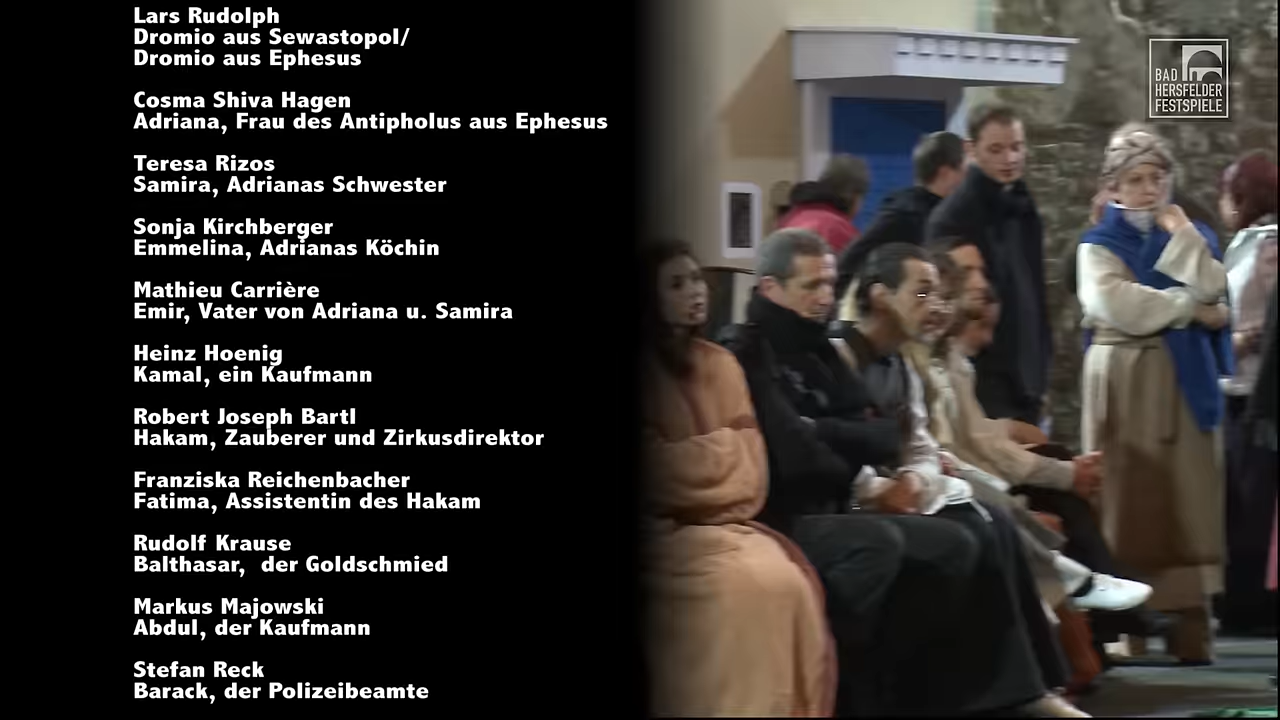 Lars Rudolph
Dromio aus Sewastopol/
Dromio aus Ephesus
Cosma Shiva Hagen
Adriana, Frau des Antipholus aus Ephesus
Teresa Rizos
Samira, Adrianas Schwester
Sonja Kirchberger
Emmelina, Adrianas Köchin
Mathieu Carrière
Emir, Vater von Adriana u. Samira
Heinz Hoenig
Kamal, ein Kaufmann
Robert Joseph Bartl
Hakam, Zauberer und Zirkusdirektor
Franziska Reichenbacher
Fatima, Assistentin des Hakam
Rudolf Krause
Balthasar,  der Goldschmied
Markus Majowski
Abdul, der Kaufmann
Stefan Reck
Barack, der Polizeibeamte
BAD
HERSFELDER
FESTSPIELE